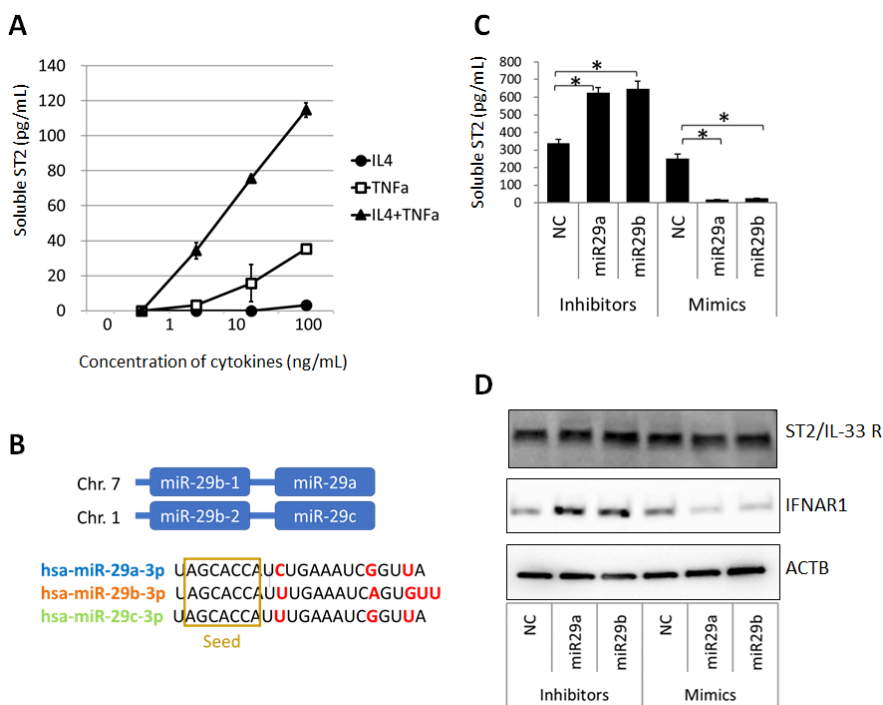 A
Soluble ST2 (pg/mL)
140
120
100
80
60
40
20
0
0 1 10 100
Concentration of cytokines (ng/mL)
IL4
TNFa
IL4+TNFa
B
Chr. 7 miR-29b-1 miR-29a
Chr. 1 miR-29b-2 miR-29c
hsa-miR-29a-3p UAGCACCAUCUGAAAUCGGUUA
hsa-miR-29b-3p UAGCACCAUUUGAAAUCAGUGUU
hsa-miR-29c-3p UAGCACCAUUUGAAAUCGGUUA
Seed
C
Soluble ST2 (pg/mL)
800
700
600
500
400
300
200
100
0
* * * *
NC miR29a miR29b NC miR29a miR29b
Inhibitors Mimics
D
ST2/IL-33 R
IFNAR1
ACTB
NC miR29a miR29b NC miR29a miR29b
Inhibitors Mimics